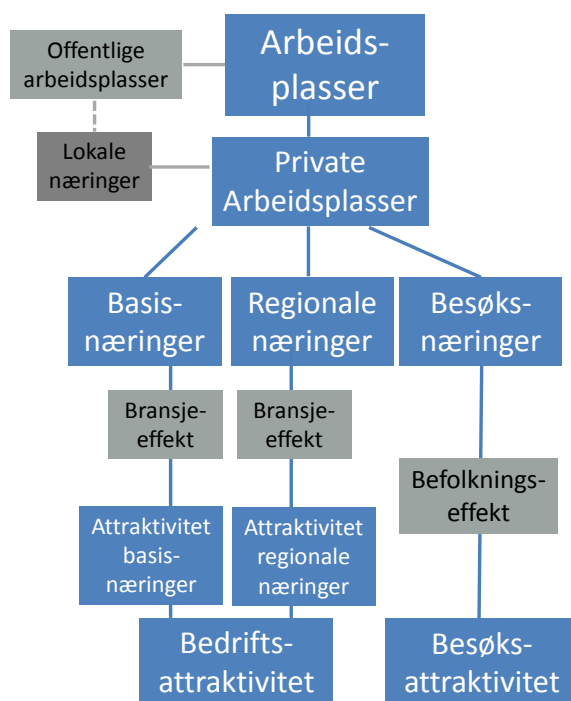 Arbeids-
plasser
Offentlige
arbeidsplasser
Lokale
næringer
Private
Arbeidsplasser
Basis-
næringer
Regionale
næringer
Besøks-
næringer
Bransje-
effekt
Bransje-
effekt
Befolknings-
effekt
Attraktivitet
basis-
næringer
Attraktivitet
regionale
næringer
Bedrifts-
attraktivitet
Besøks-
attraktivitet